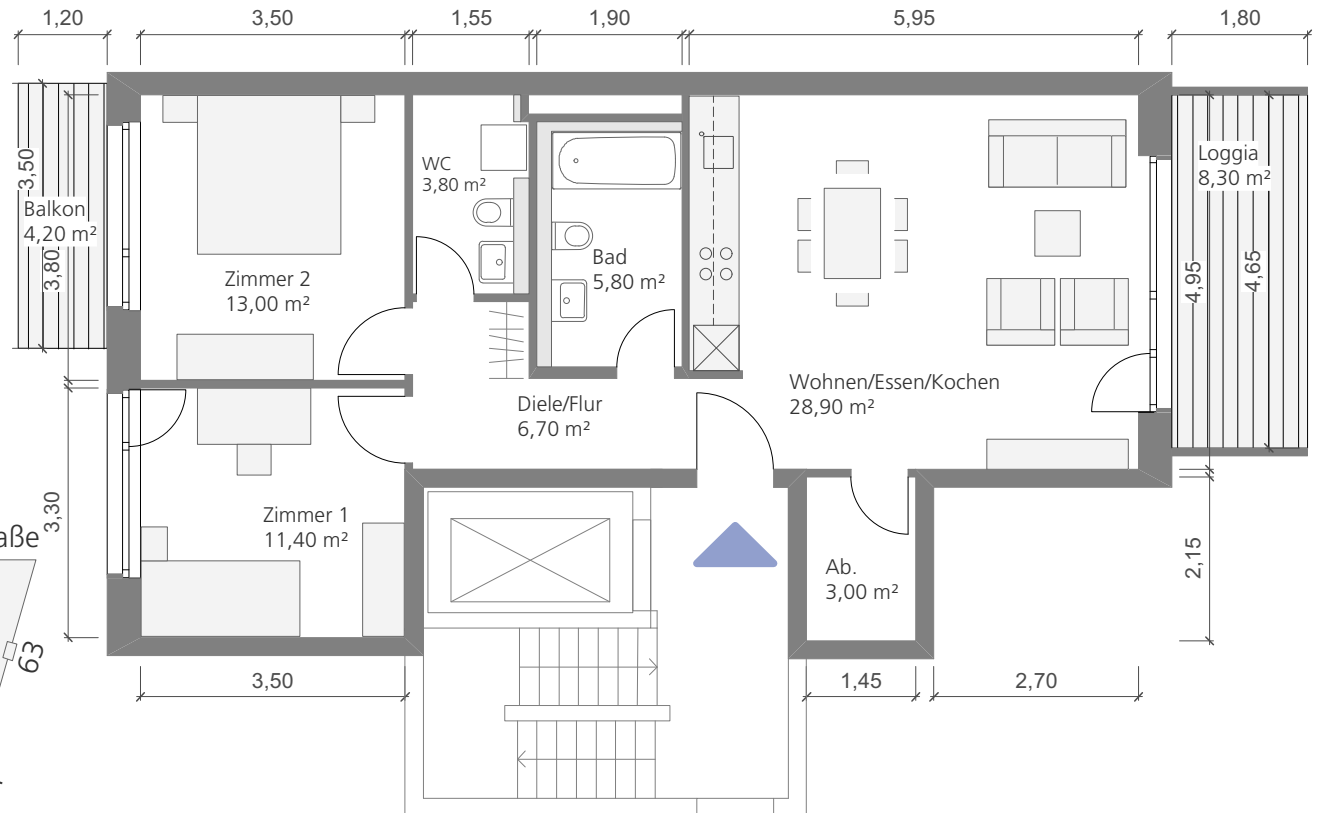 1,20
3,50
1,55
1,90
5,95
1,80
3,50
Balkon
4,20 m²
3,80
WC
3,80 m²
Loggia
8,30 m²
Zimmer 2
13,00 m²
Bad
5,80 m²
4,95
4,65
Wohnen/Essen/Kochen
28,90 m²
Diele/Flur
6,70 m²
3,30
Zimmer 1
11,40 m²
aße
63
Ab.
3,00 m²
2,15
3,50
1,45
2,70